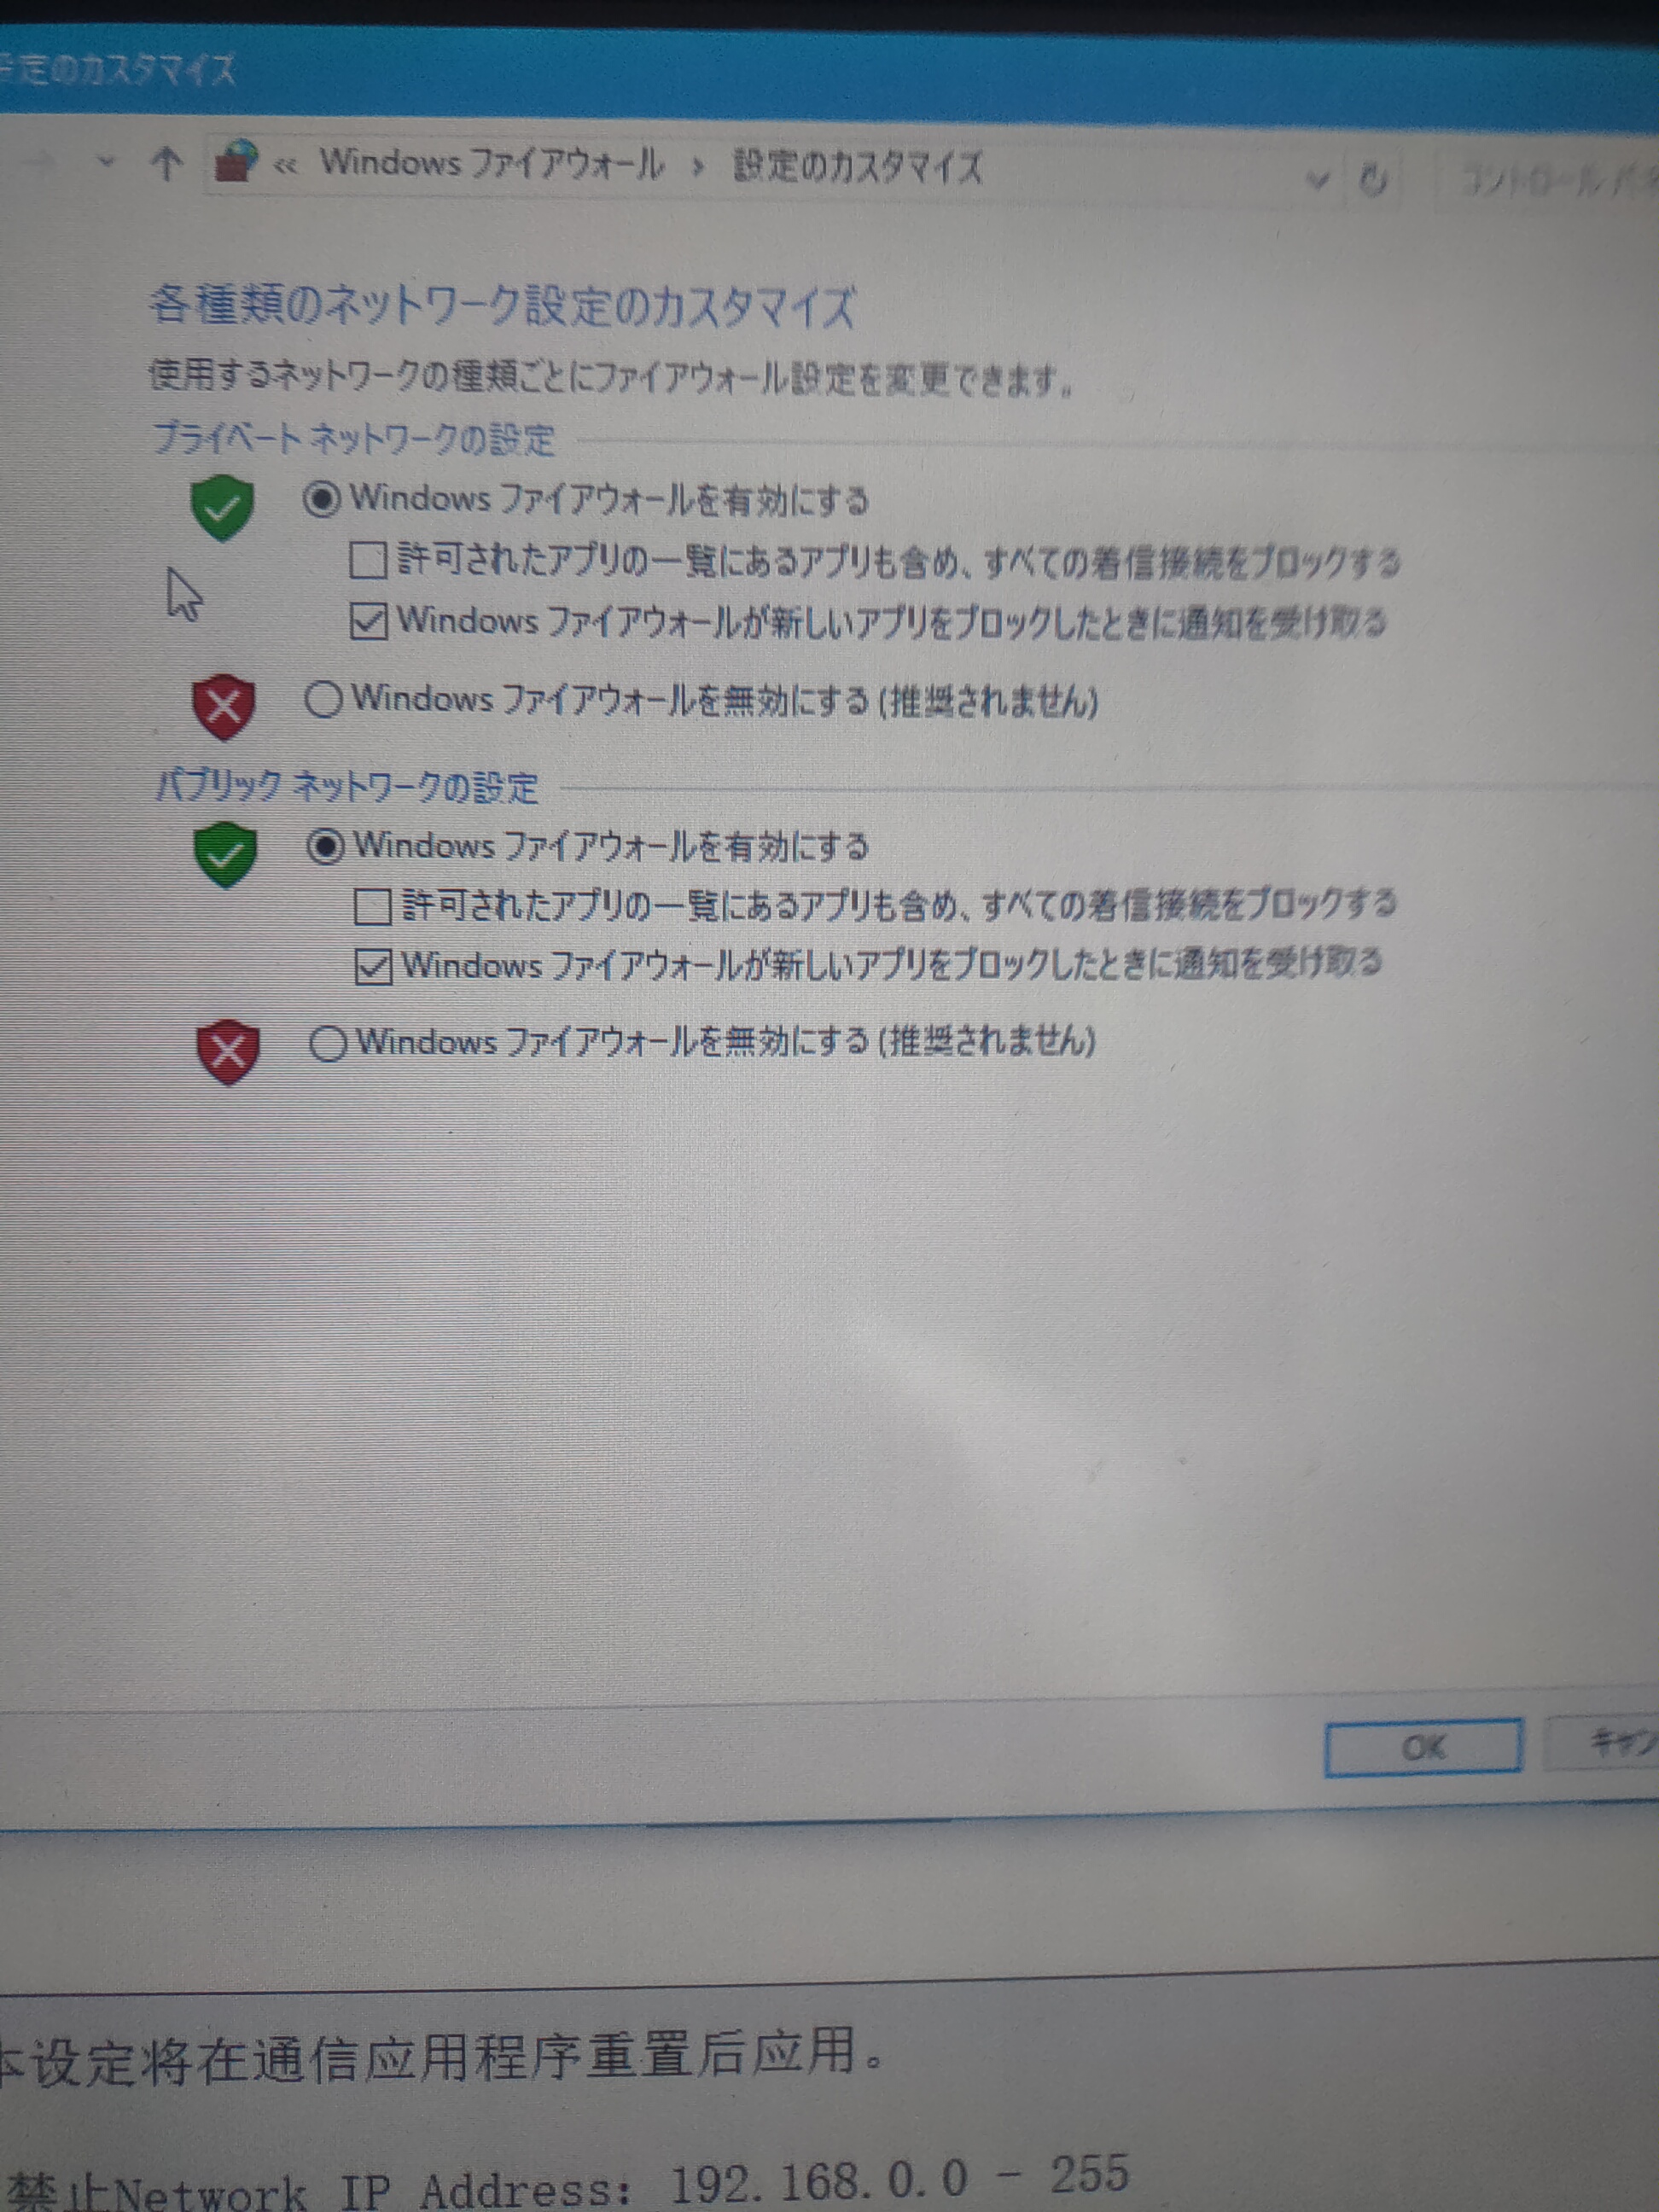 定のカスタマイズ
« Windows ファイアウォール › 設定のカスタマイズ
コントロール パネ
各種類のネットワーク設定のカスタマイズ
使用するネットワークの種類ごとにファイアウォール設定を変更できます。
プライベート ネットワークの設定
Windows ファイアウォールを有効にする
許可されたアプリの一覧にあるアプリも含め、すべての着信接続をブロックする
Windows ファイアウォールが新しいアプリをブロックしたときに通知を受け取る
Windows ファイアウォールを無効にする (推奨されません)
パブリック ネットワークの設定
Windows ファイアウォールを有効にする
許可されたアプリの一覧にあるアプリも含め、すべての着信接続をブロックする
Windows ファイアウォールが新しいアプリをブロックしたときに通知を受け取る
Windows ファイアウォールを無効にする (推奨されません)
OK
キャン
本设定将在通信应用程序重置后应用。
禁止Network IP Address: 192.168.0.0 - 255